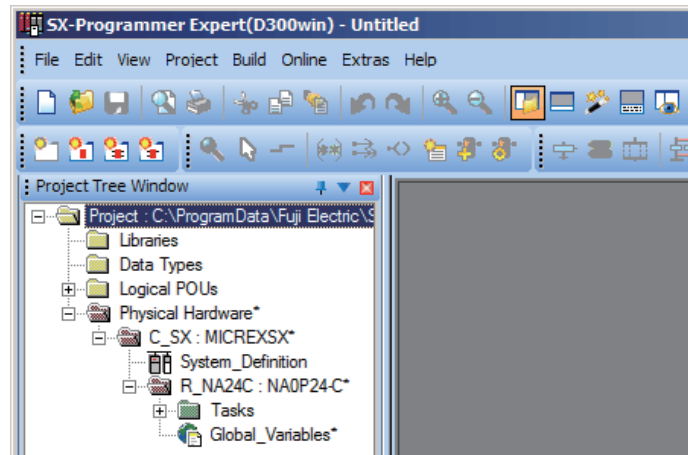 SX-Programmer Expert(D300win) - Untitled
File Edit View Project Build Online Extras Help
Project Tree Window
Project : C:\ProgramData\Fuji Electric\S
Libraries
Data Types
Logical POUs
Physical Hardware*
C_SX : MICREXSX*
System_Definition
R_NA24C : NA0P24-C*
Tasks
Global_Variables*